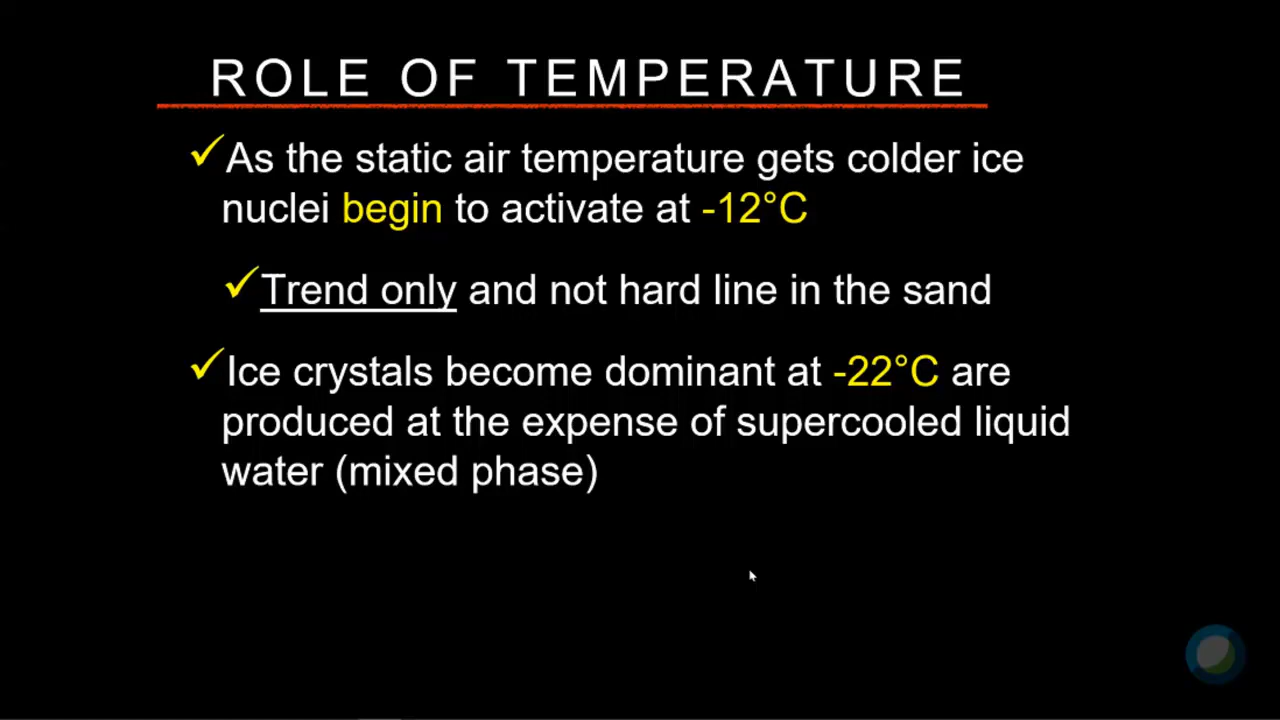 ROLE OF TEMPERATURE
As the static air temperature gets colder ice
nuclei begin to activate at -12°C
Trend only and not hard line in the sand
Ice crystals become dominant at -22°C are
produced at the expense of supercooled liquid
water (mixed phase)